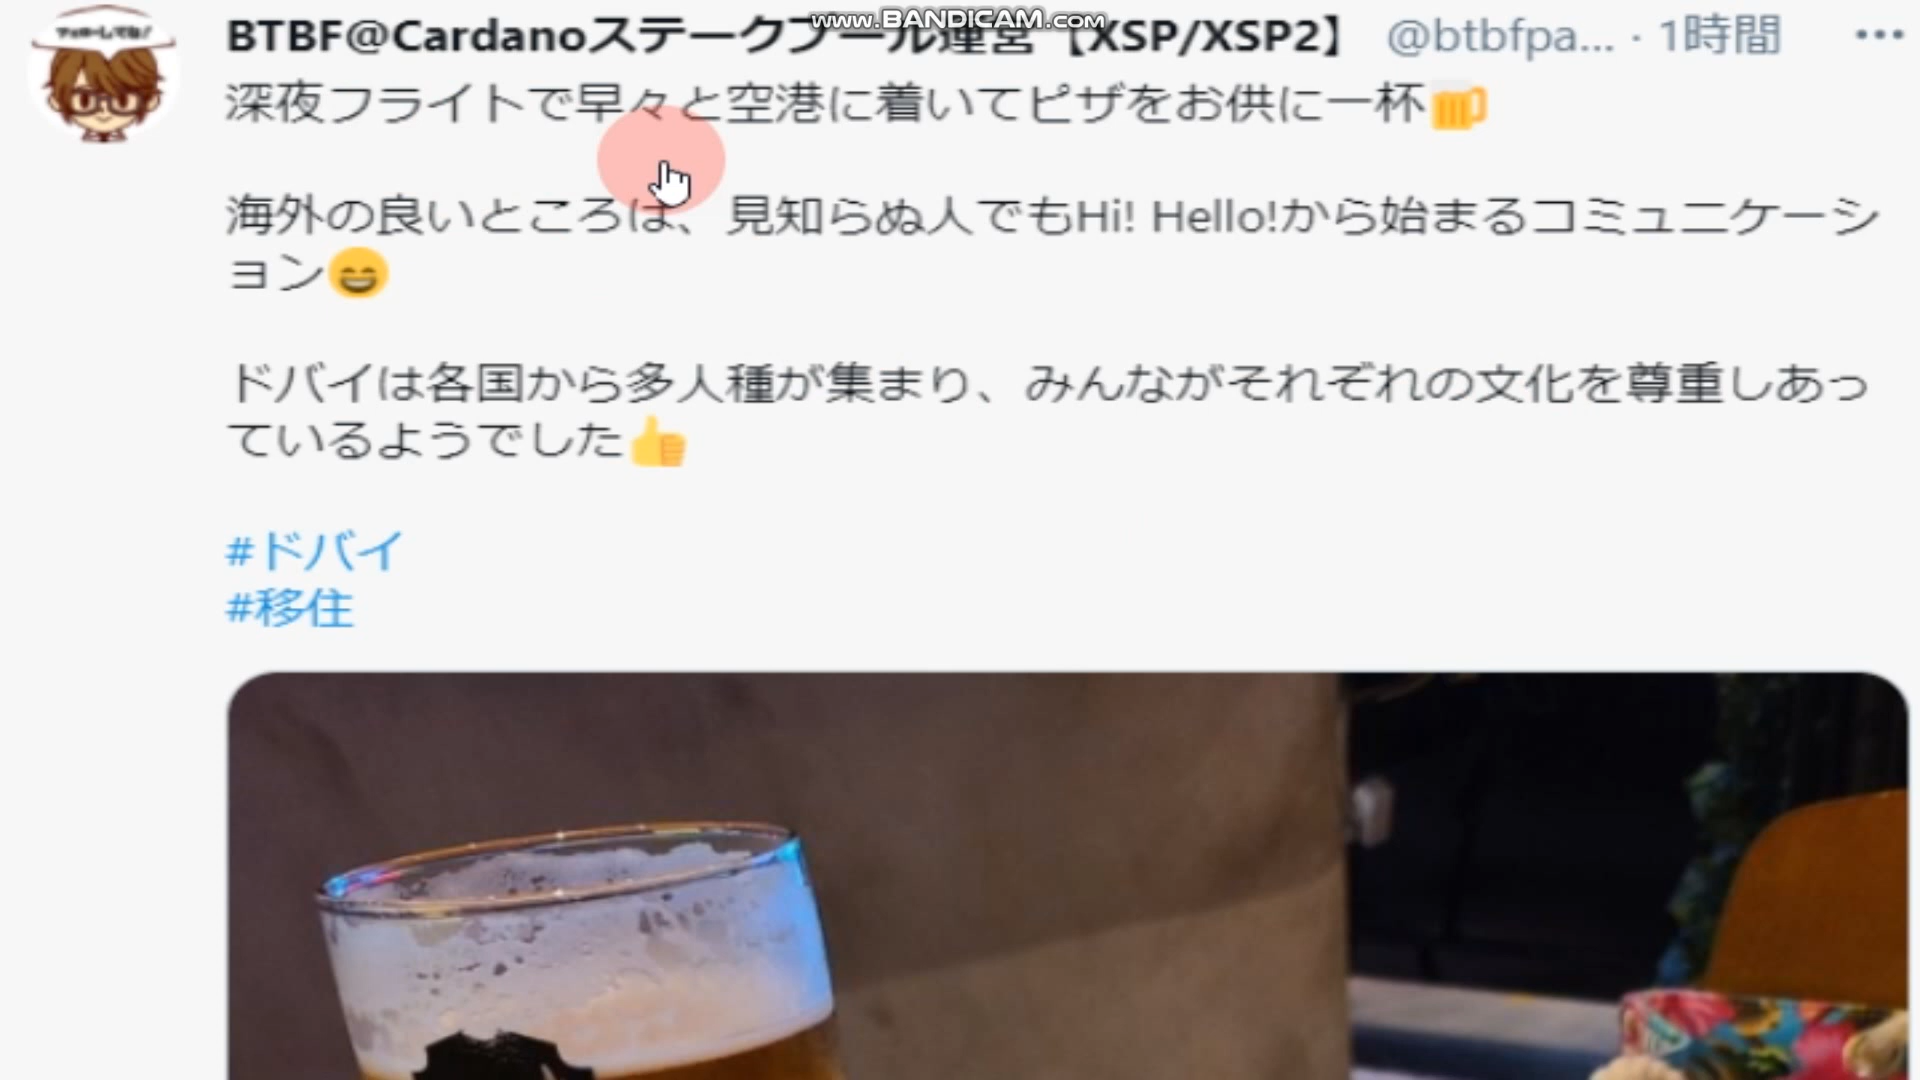 www.BANDICAM.com
BTBF@Cardanoステークプール運営【XSP/XSP2】 @btbfpa... · 1時間
深夜フライトで早々と空港に着いてピザをお供に一杯🍺
海外の良いところは、見知らぬ人でもHi! Hello!から始まるコミュニケーシ
ョン😄
ドバイは各国から多人種が集まり、みんながそれぞれの文化を尊重しあっ
ているようでした👍
#ドバイ
#移住